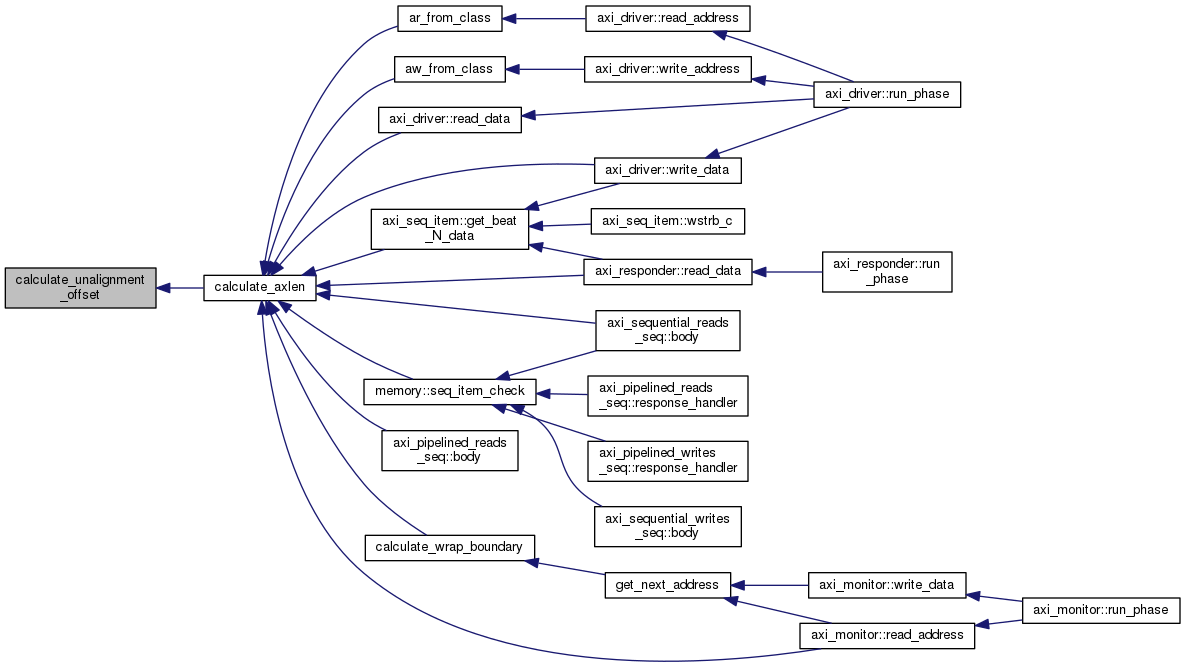 ar_from_class
axi_driver::read_address
aw_from_class
axi_driver::write_address
axi_driver::run_phase
axi_driver::read_data
axi_driver::write_data
axi_seq_item::get_beat
_N_data
axi_seq_item::wstrb_c
axi_responder::read_data
axi_responder::run
_phase
calculate_unalignment
_offset
calculate_axlen
axi_sequential_reads
_seq::body
memory::seq_item_check
axi_pipelined_reads
_seq::response_handler
axi_pipelined_reads
_seq::body
axi_pipelined_writes
_seq::response_handler
axi_sequential_writes
_seq::body
calculate_wrap_boundary
get_next_address
axi_monitor::write_data
axi_monitor::run_phase
axi_monitor::read_address